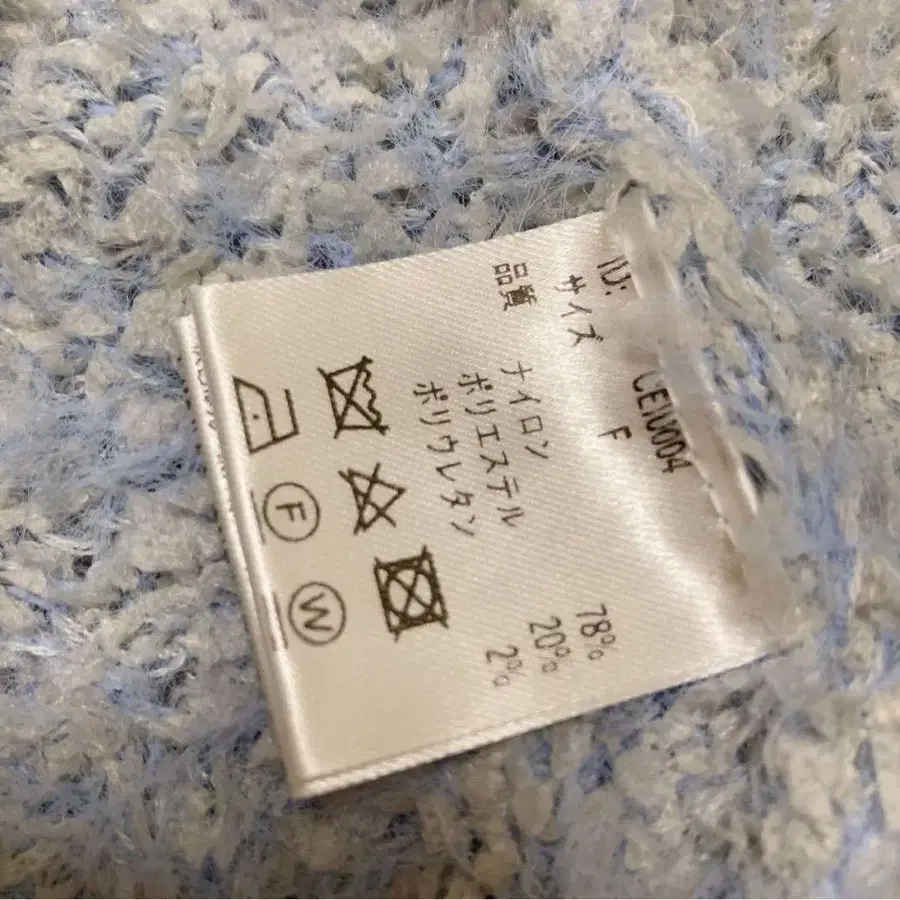 ID: CEW004
サイズ F
品質
ナイロン 78%
ポリエステル 20%
ポリウレタン 2%
F
W